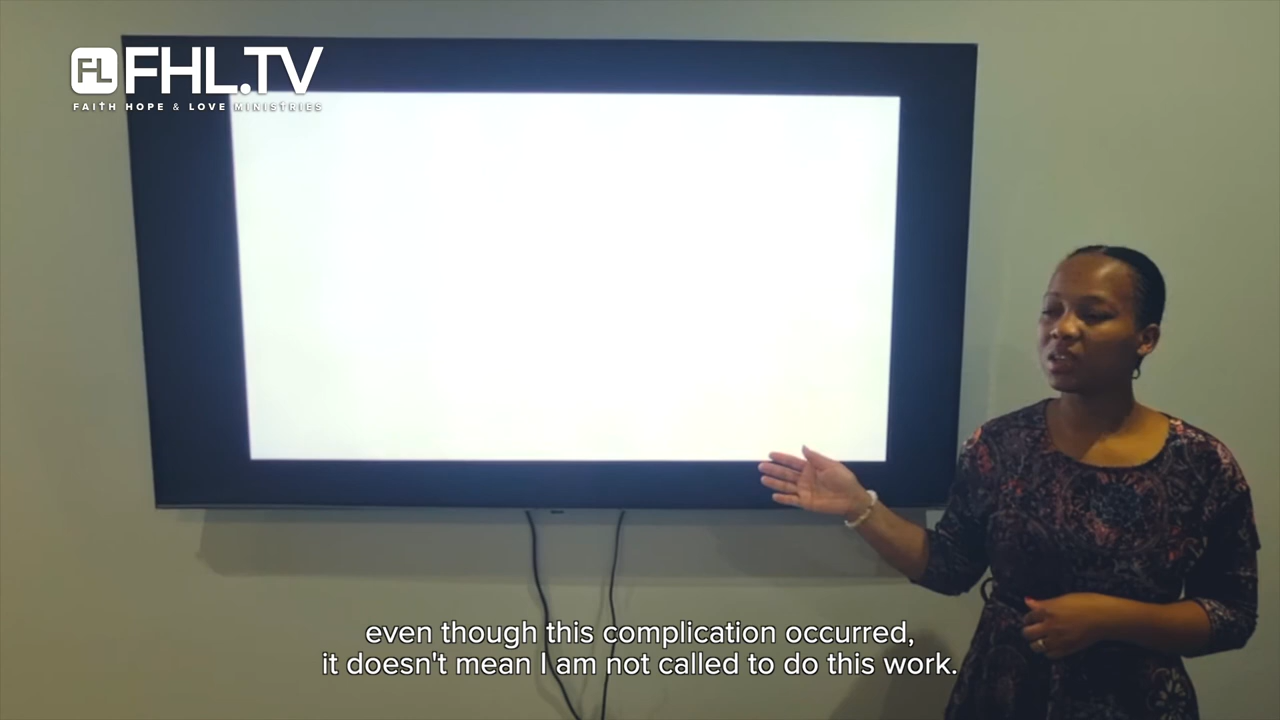 FL FHL.TV
FAITH HOPE & LOVE MINISTRIES
even though this complication occurred,
it doesn't mean I am not called to do this work.